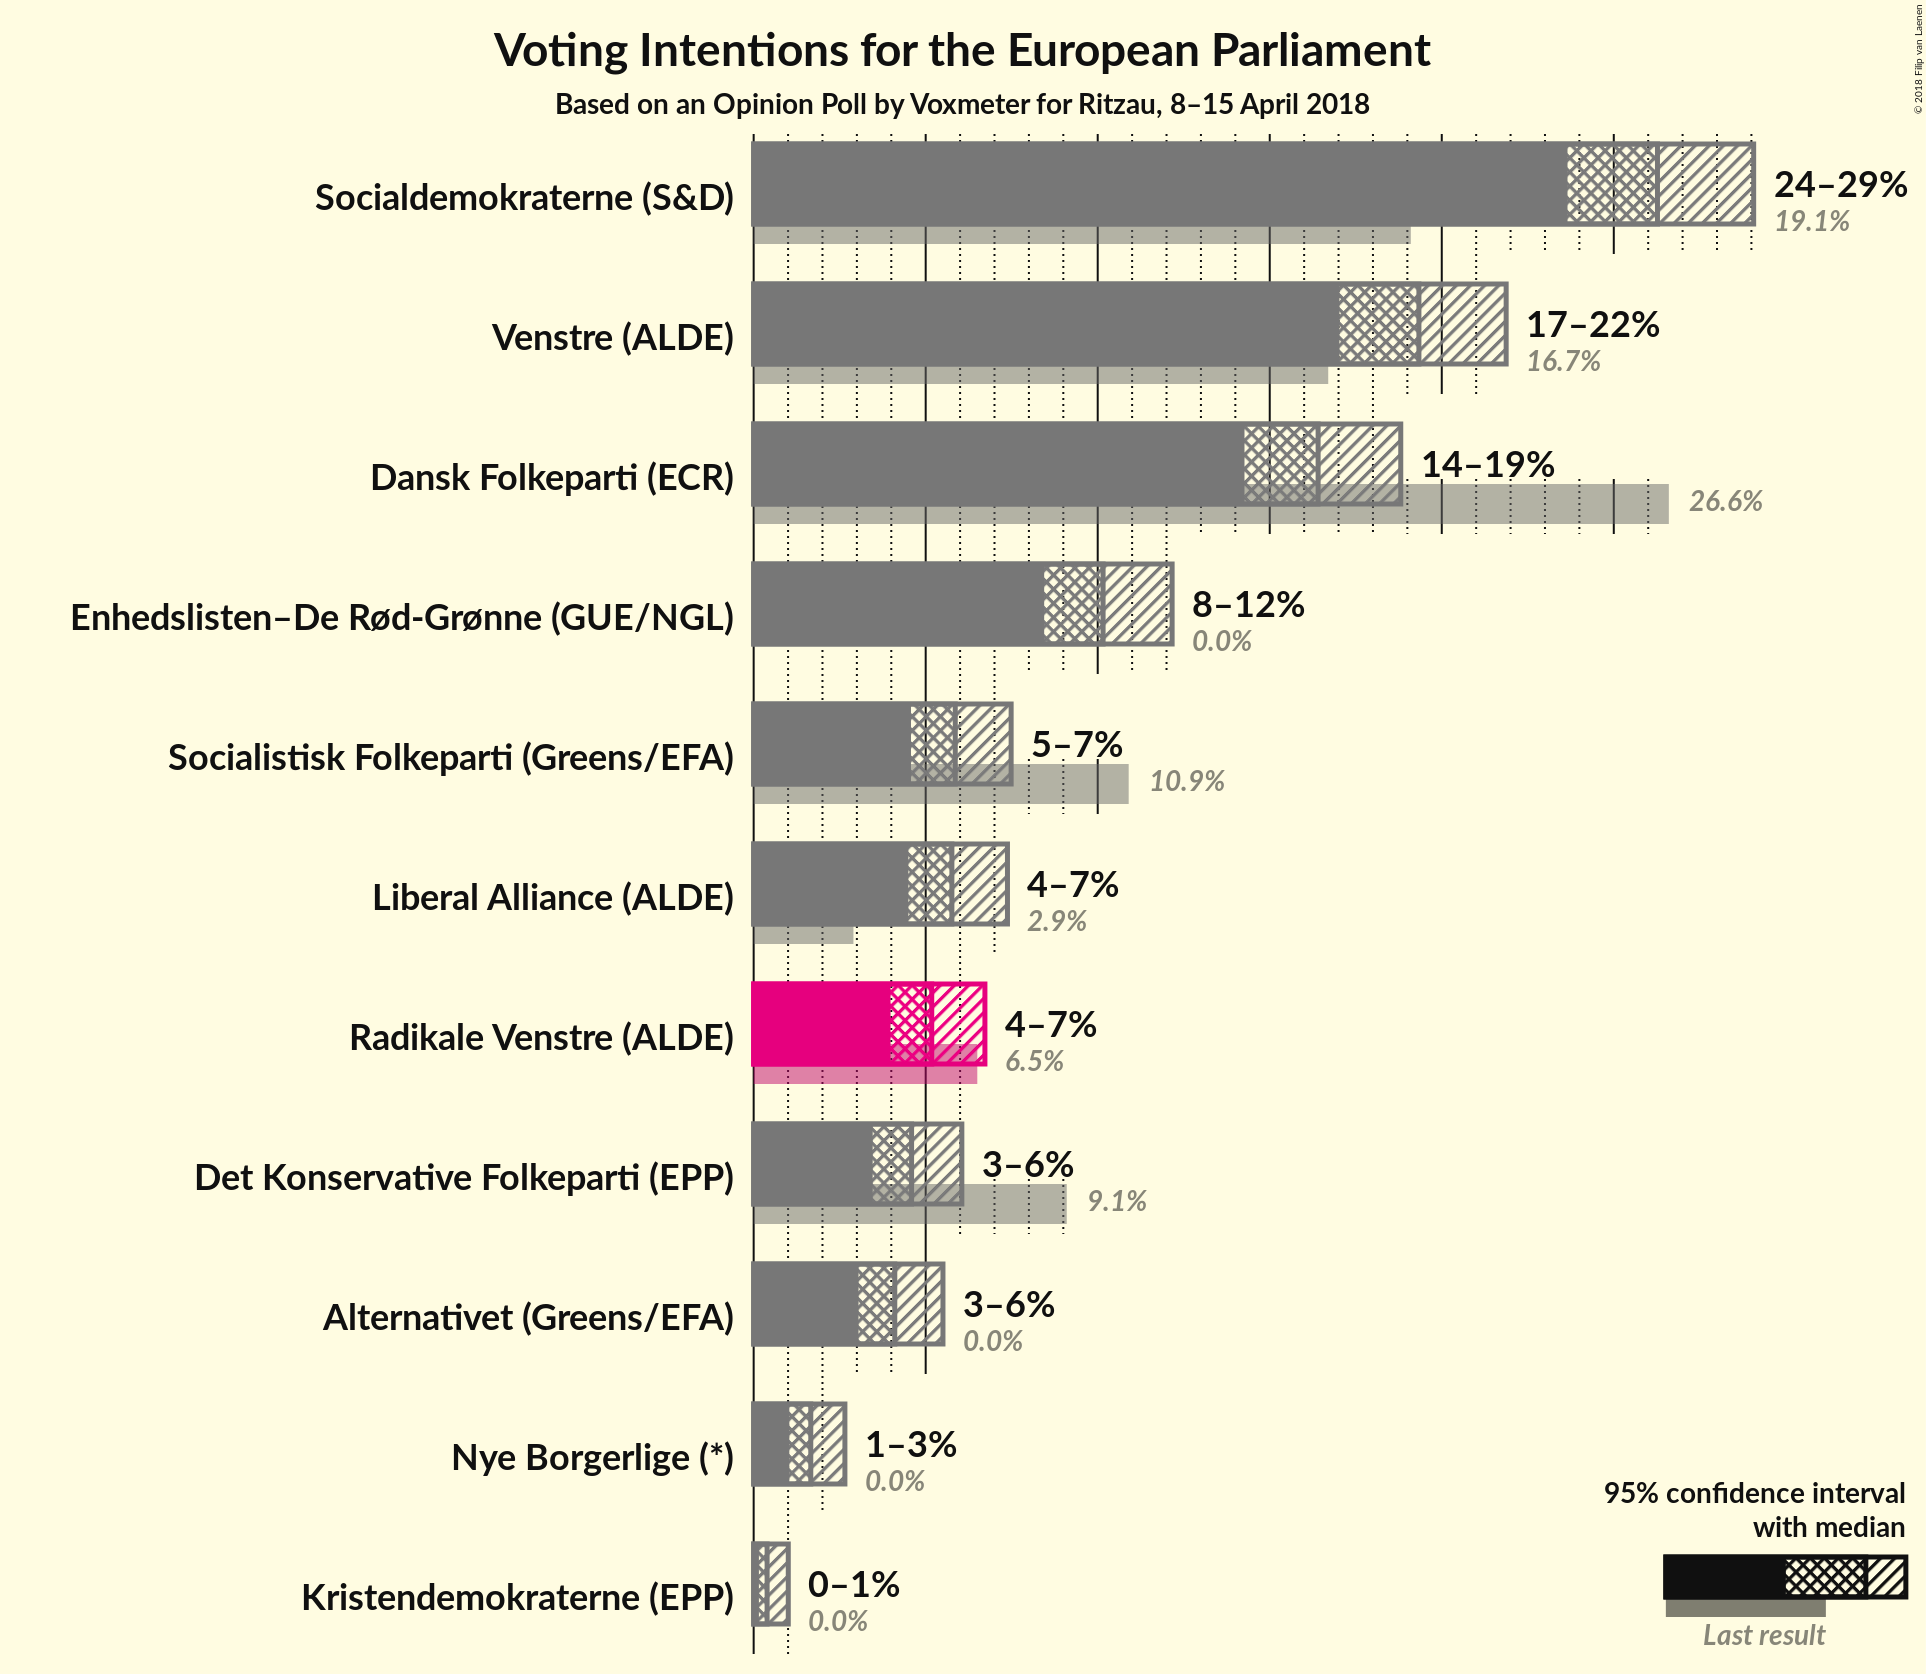 Voting Intentions for the European Parliament
Based on an Opinion Poll by Voxmeter for Ritzau, 8–15 April 2018
© 2018 Filip van Laenen
Socialdemokraterne (S&D)
24–29%
19.1%
Venstre (ALDE)
17–22%
16.7%
Dansk Folkeparti (ECR)
14–19%
26.6%
Enhedslisten–De Rød-Grønne (GUE/NGL)
8–12%
0.0%
Socialistisk Folkeparti (Greens/EFA)
5–7%
10.9%
Liberal Alliance (ALDE)
4–7%
2.9%
Radikale Venstre (ALDE)
4–7%
6.5%
Det Konservative Folkeparti (EPP)
3–6%
9.1%
Alternativet (Greens/EFA)
3–6%
0.0%
Nye Borgerlige (*)
1–3%
0.0%
Kristendemokraterne (EPP)
0–1%
0.0%
95% confidence interval
with median
Last result